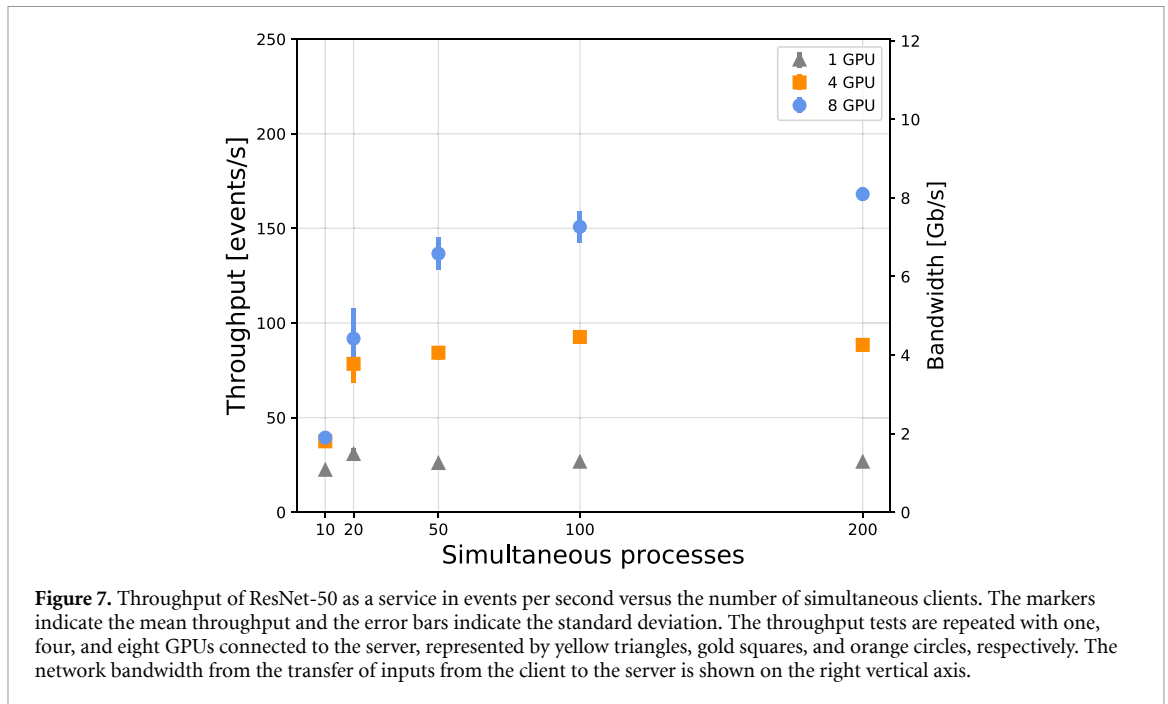 250
200
150
100
50
0
Throughput [events/s]
12
10
8
6
4
2
0
Bandwidth [Gb/s]
1 GPU
4 GPU
8 GPU
10 20 50 100 200
Simultaneous processes
Figure 7. Throughput of ResNet-50 as a service in events per second versus the number of simultaneous clients. The markers
indicate the mean throughput and the error bars indicate the standard deviation. The throughput tests are repeated with one,
four, and eight GPUs connected to the server, represented by yellow triangles, gold squares, and orange circles, respectively. The
network bandwidth from the transfer of inputs from the client to the server is shown on the right vertical axis.